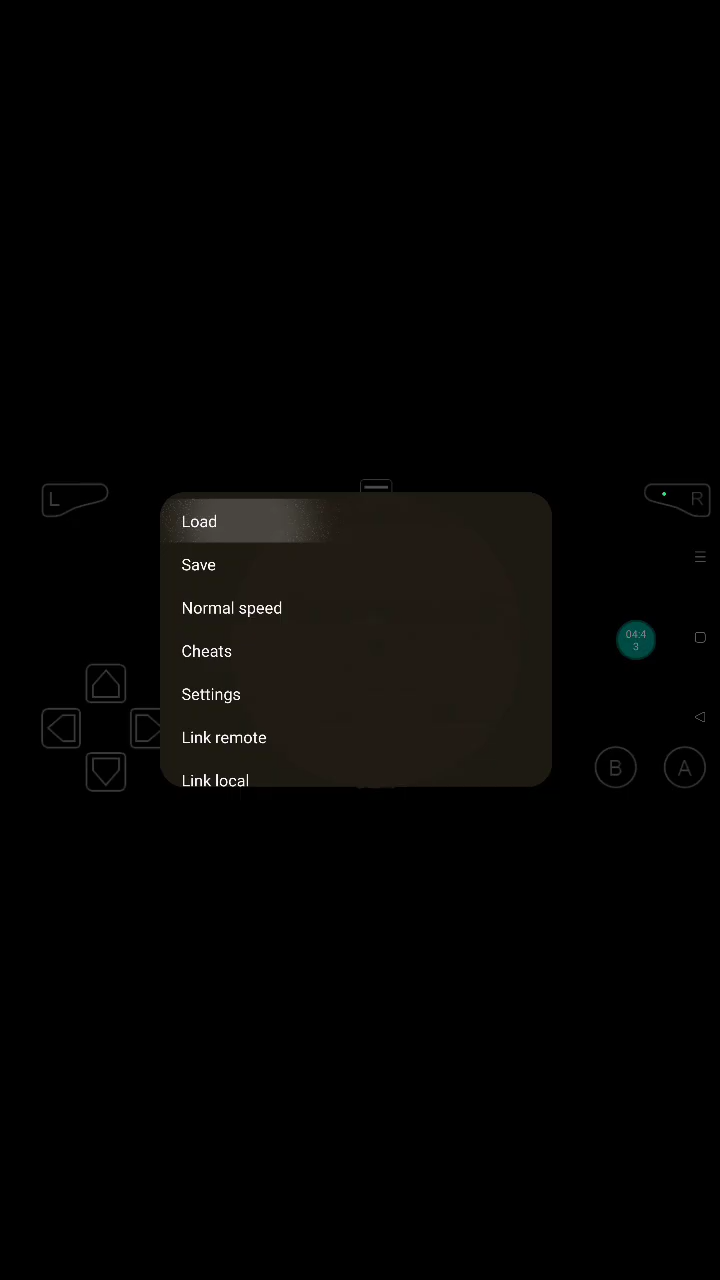 L
R
Load
Save
Normal speed
Cheats
04:4
3
Settings
Link remote
B
A
Link local